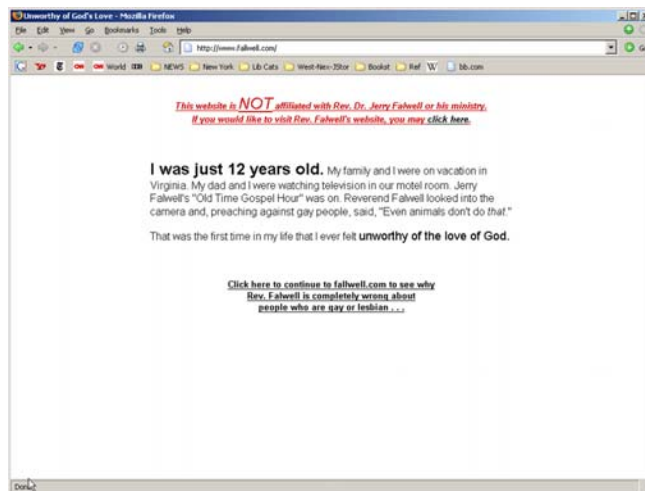 Unworthy of God's Love - Mozilla Firefox
File Edit View Go Bookmarks Tools Help
http://www.fallwell.com/
World NEWS New York Lib Cats West-Nex-JStor Bookst Ref W bb.com
This website is NOT affiliated with Rev. Dr. Jerry Falwell or his ministry.
If you would like to visit Rev. Falwell's website, you may click here.
I was just 12 years old. My family and I were on vacation in
Virginia. My dad and I were watching television in our motel room. Jerry
Falwell's "Old Time Gospel Hour" was on. Reverend Falwell looked into the
camera and, preaching against gay people, said, "Even animals don't do that."
That was the first time in my life that I ever felt unworthy of the love of God.
Click here to continue to fallwell.com to see why
Rev. Falwell is completely wrong about
people who are gay or lesbian . . .
Done